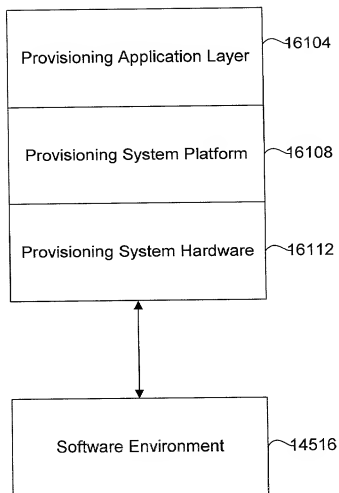 Provisioning Application Layer
16104
Provisioning System Platform
16108
Provisioning System Hardware
16112
Software Environment
14516